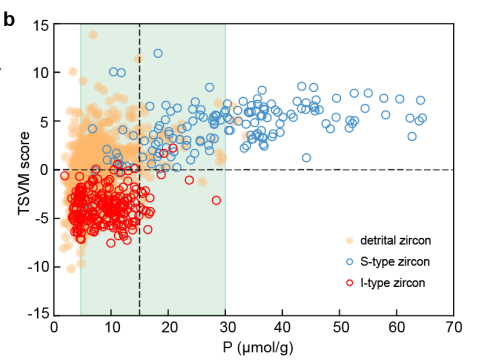 b
15
10
5
0
-5
-10
-15
TSVM score
detrital zircon
S-type zircon
I-type zircon
0 10 20 30 40 50 60 70
P (μmol/g)